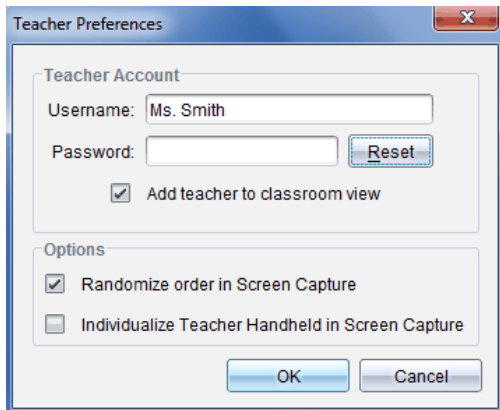 Teacher Preferences
Teacher Account
Username: Ms. Smith
Password: Reset
Add teacher to classroom view
Options
Randomize order in Screen Capture
Individualize Teacher Handheld in Screen Capture
OK Cancel